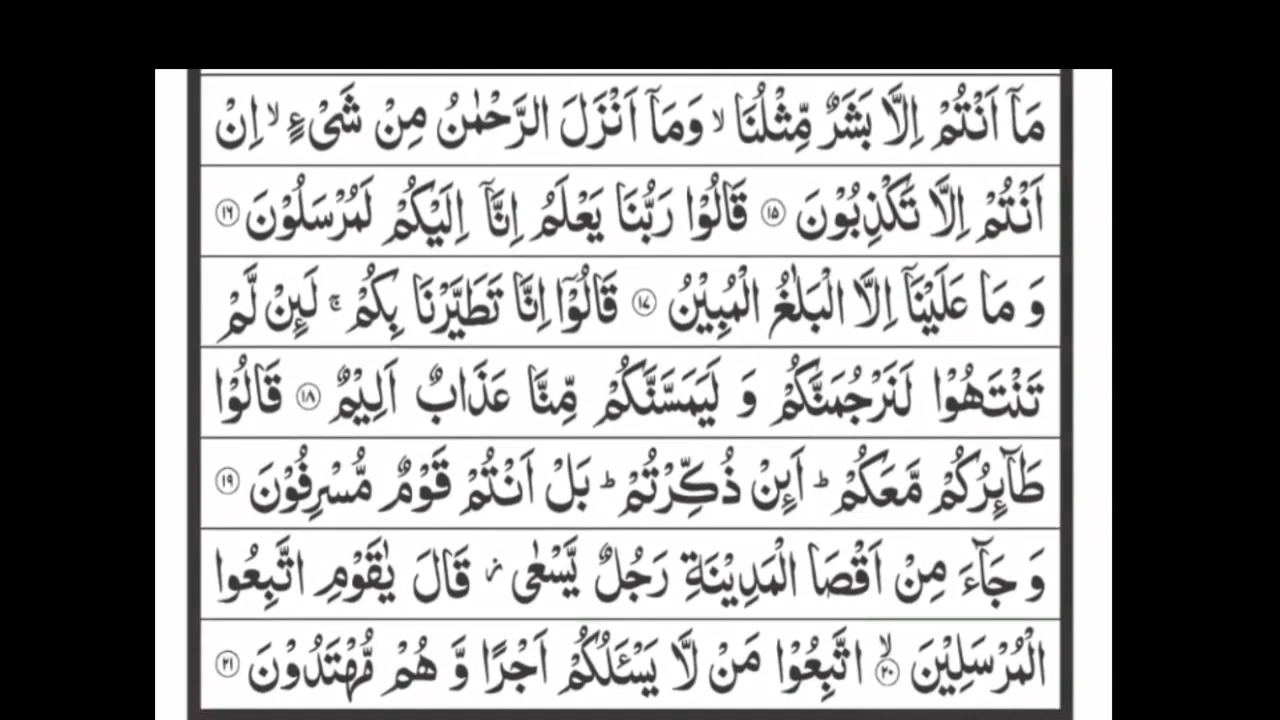 مَاۤ اَنْتُمْ اِلَّا بَشَرٌ مِّثْلُنَا ۙ وَمَاۤ اَنْزَلَ الرَّحْمٰنُ مِنْ شَیْءٍ ۙ اِنْ
اَنْتُمْ اِلَّا تَكْذِبُوْنَ ۝۱۵ قَالُوْا رَبُّنَا یَعْلَمُ اِنَّاۤ اِلَیْكُمْ لَمُرْسَلُوْنَ ۝۱۶
وَ مَا عَلَیْنَاۤ اِلَّا الْبَلٰغُ الْمُبِیْنُ ۝۱۷ قَالُوْۤا اِنَّا تَطَیَّرْنَا بِكُمْ ۚ لَىِٕنْ لَّمْ
تَنْتَهُوْا لَنَرْجُمَنَّكُمْ وَ لَیَمَسَّنَّكُمْ مِّنَّا عَذَابٌ اَلِیْمٌ ۝۱۸ قَالُوْا
طَآىِٕرُكُمْ مَّعَكُمْ ؕ اَىِٕنْ ذُكِّرْتُمْ ؕ بَلْ اَنْتُمْ قَوْمٌ مُّسْرِفُوْنَ ۝۱۹
وَ جَآءَ مِنْ اَقْصَا الْمَدِیْنَةِ رَجُلٌ یَّسْعٰی ؗ قَالَ یٰقَوْمِ اتَّبِعُوا
الْمُرْسَلِیْنَ ۝۲۰ۙ اتَّبِعُوْا مَنْ لَّا یَسْـَٔلُكُمْ اَجْرًا وَّ هُمْ مُّهْتَدُوْنَ ۝۲۱